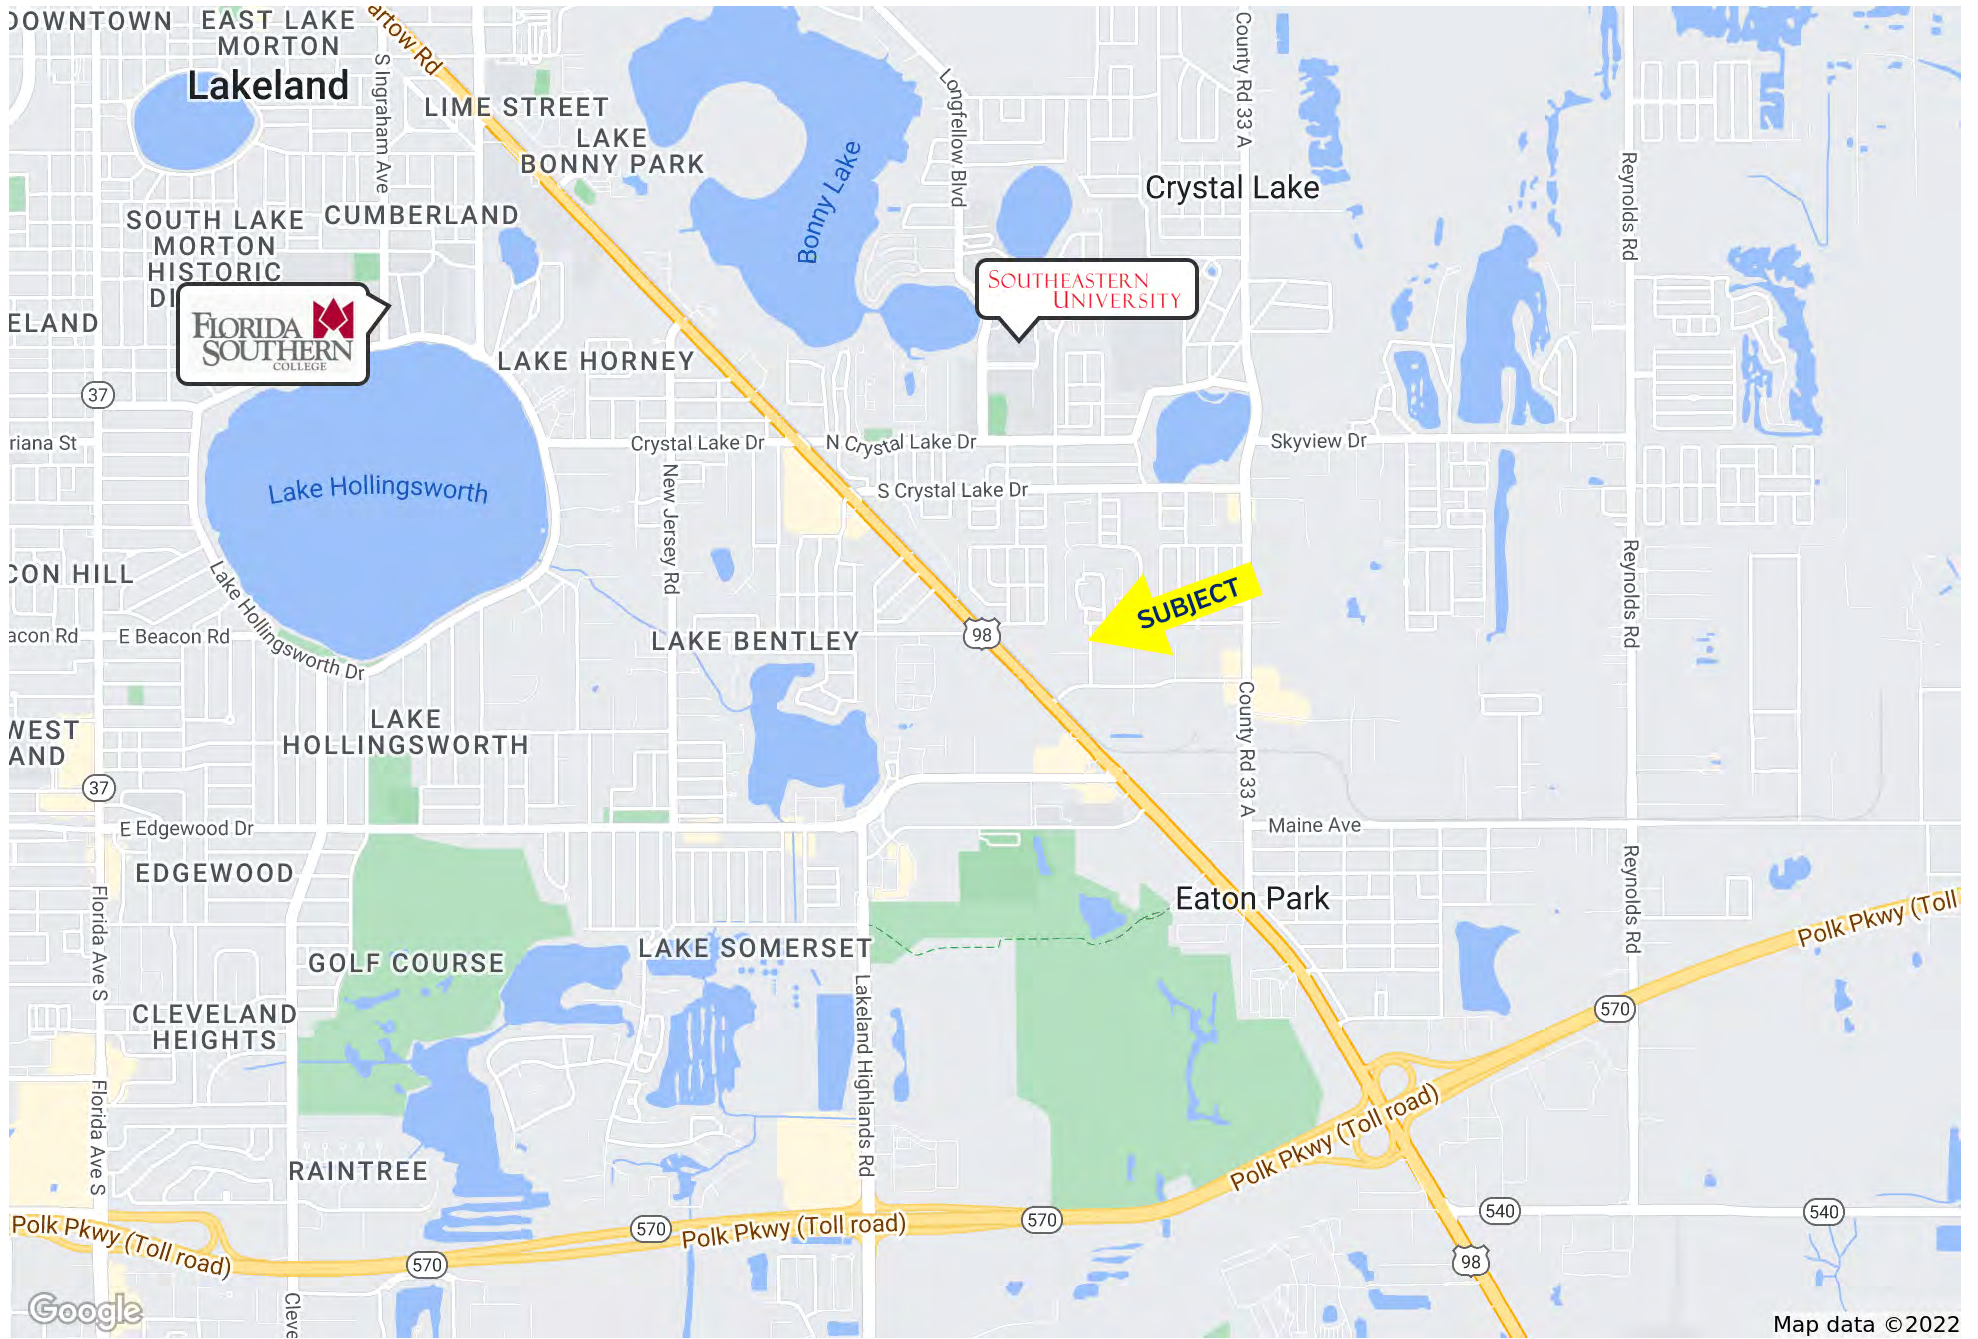 DOWNTOWN
EAST LAKE
MORTON
Lakeland
artow Rd
S Ingraham Ave
LIME STREET
LAKE
BONNY PARK
Bonny Lake
Longfellow Blvd
County Rd 33 A
Crystal Lake
Reynolds Rd
SOUTH LAKE
MORTON
HISTORIC
DI
CUMBERLAND
FLORIDA
SOUTHERN
COLLEGE
SOUTHEASTERN
UNIVERSITY
ELAND
LAKE HORNEY
37
riana St
Crystal Lake Dr
N Crystal Lake Dr
Skyview Dr
Lake Hollingsworth
New Jersey Rd
S Crystal Lake Dr
CON HILL
Lake Hollingsworth Dr
Reynolds Rd
SUBJECT
acon Rd
E Beacon Rd
LAKE BENTLEY
98
County Rd 33 A
WEST
AND
LAKE
HOLLINGSWORTH
37
E Edgewood Dr
Maine Ave
EDGEWOOD
Florida Ave S
Reynolds Rd
Eaton Park
Polk Pkwy (Toll
GOLF COURSE
LAKE SOMERSET
Lakeland Highlands Rd
570
CLEVELAND
HEIGHTS
Florida Ave S
Polk Pkwy (Toll road)
RAINTREE
Polk Pkwy (Toll road)
570
Polk Pkwy (Toll road)
570
540
540
570
98
Cleve
Google
Map data ©2022